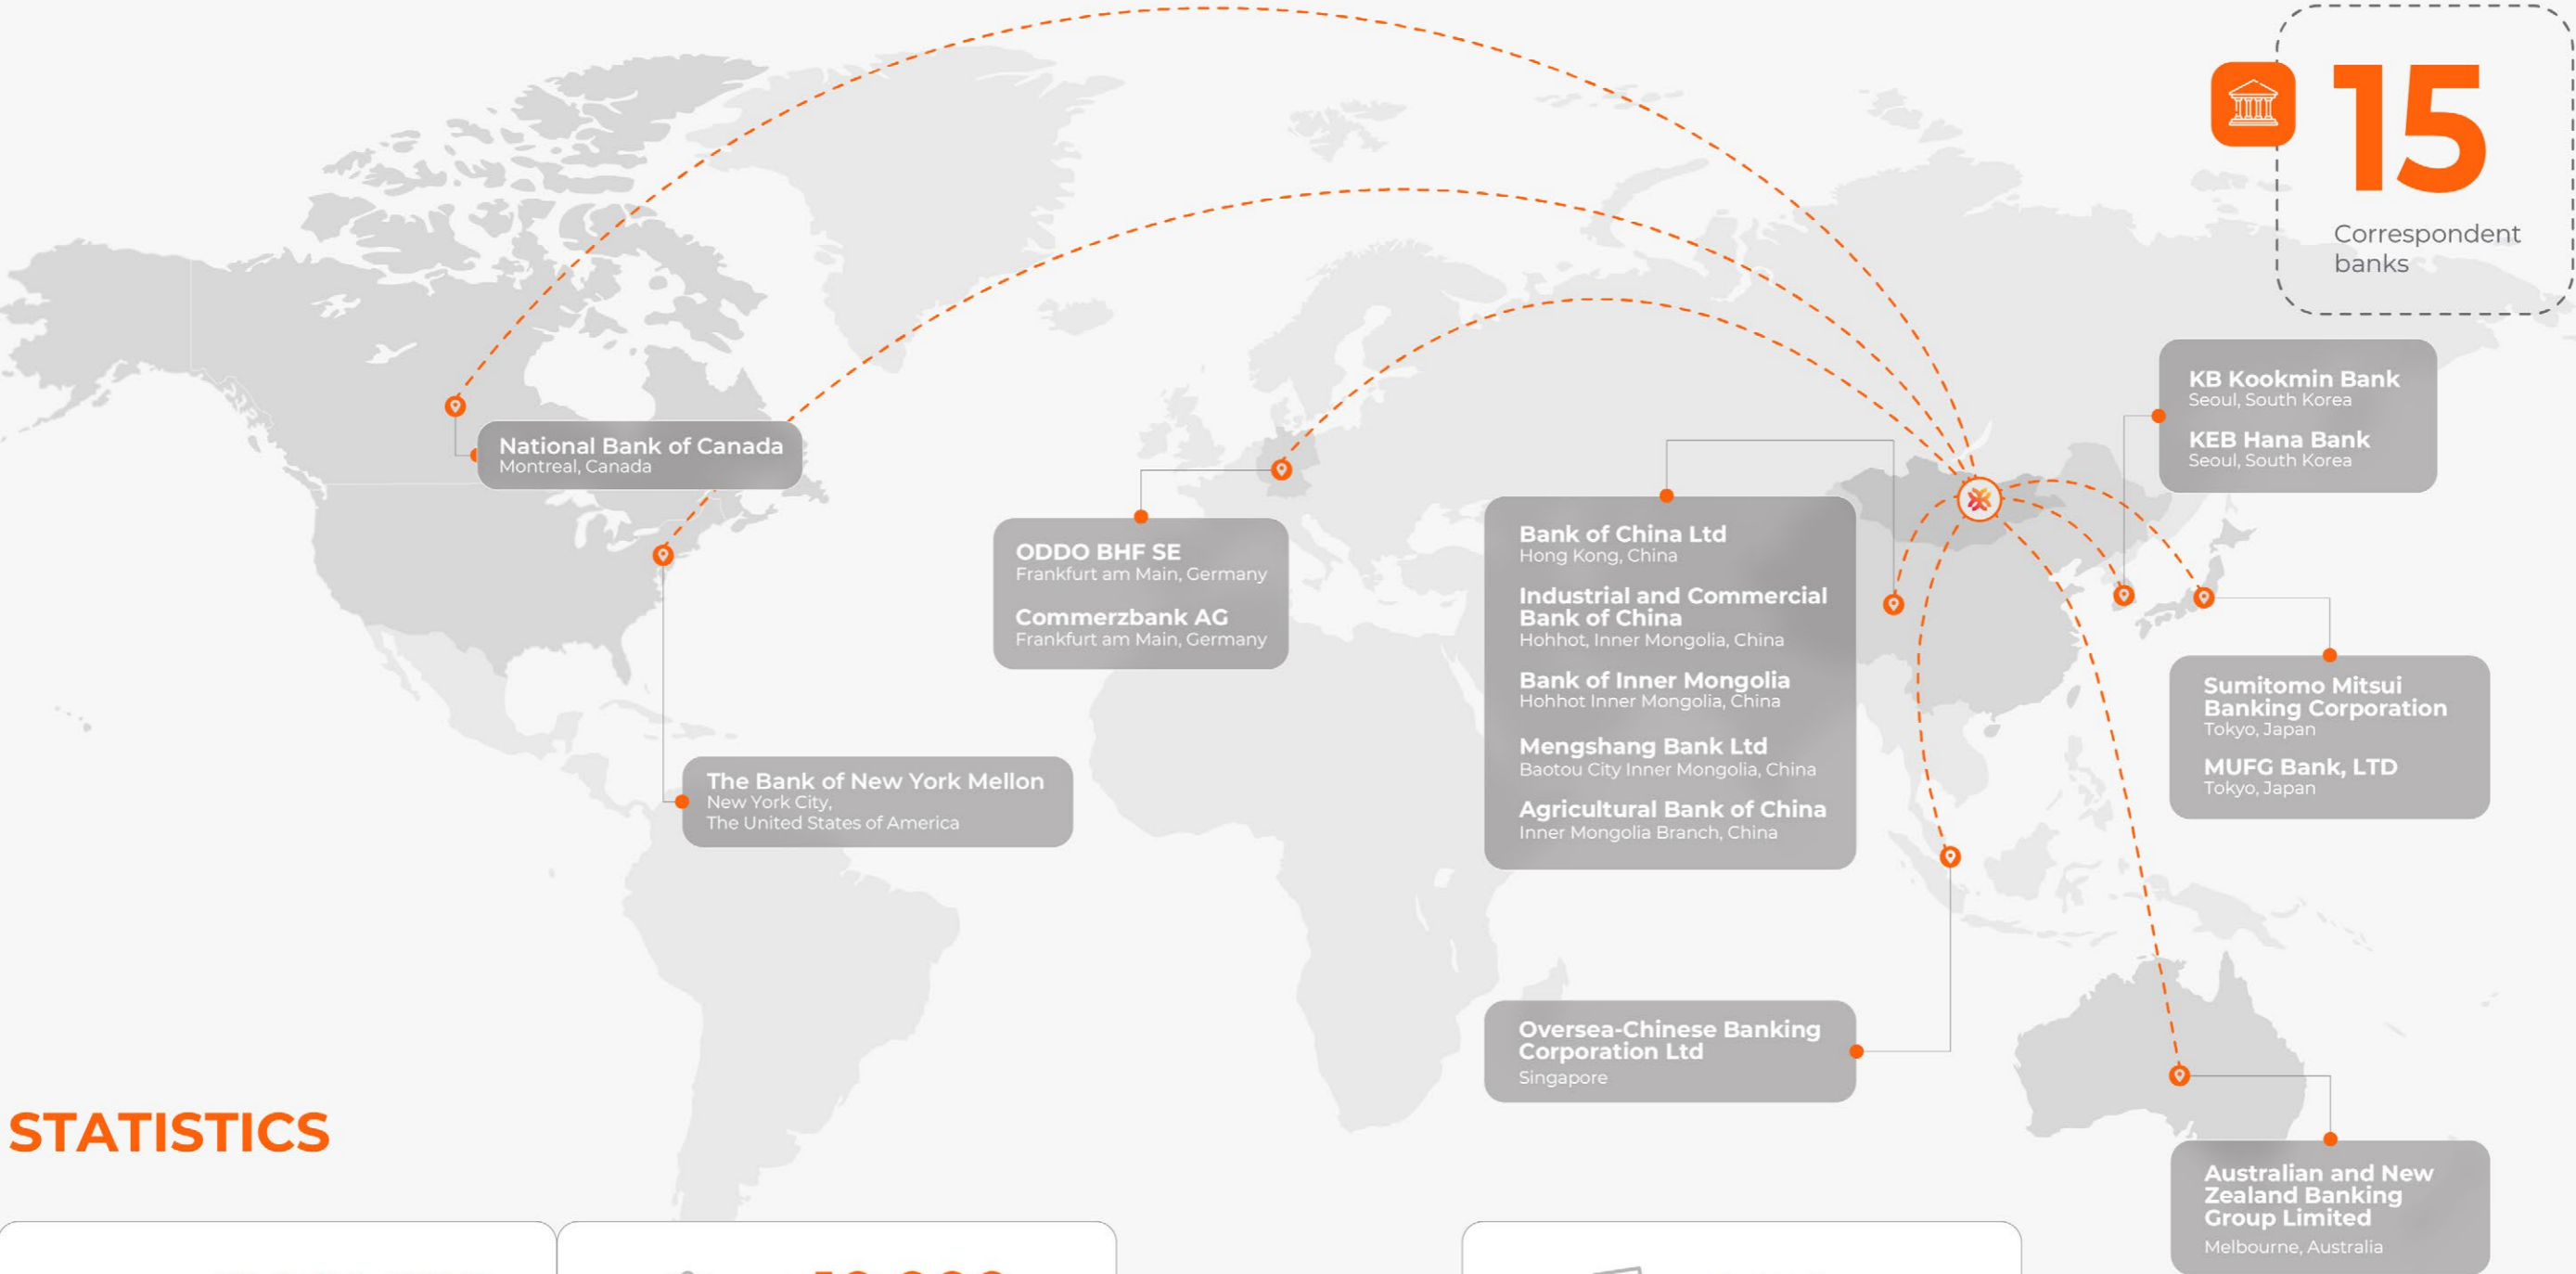 15
Correspondent
banks
KB Kookmin Bank
Seoul, South Korea
KEB Hana Bank
Seoul, South Korea
National Bank of Canada
Montreal, Canada
ODDO BHF SE
Frankfurt am Main, Germany
Commerzbank AG
Frankfurt am Main, Germany
Bank of China Ltd
Hong Kong, China
Industrial and Commercial
Bank of China
Hohhot, Inner Mongolia, China
Bank of Inner Mongolia
Hohhot Inner Mongolia, China
Mengshang Bank Ltd
Baotou City Inner Mongolia, China
Agricultural Bank of China
Inner Mongolia Branch, China
Sumitomo Mitsui
Banking Corporation
Tokyo, Japan
MUFG Bank, LTD
Tokyo, Japan
The Bank of New York Mellon
New York City,
The United States of America
Oversea-Chinese Banking
Corporation Ltd
Singapore
Australian and New
Zealand Banking
Group Limited
Melbourne, Australia
STATISTICS